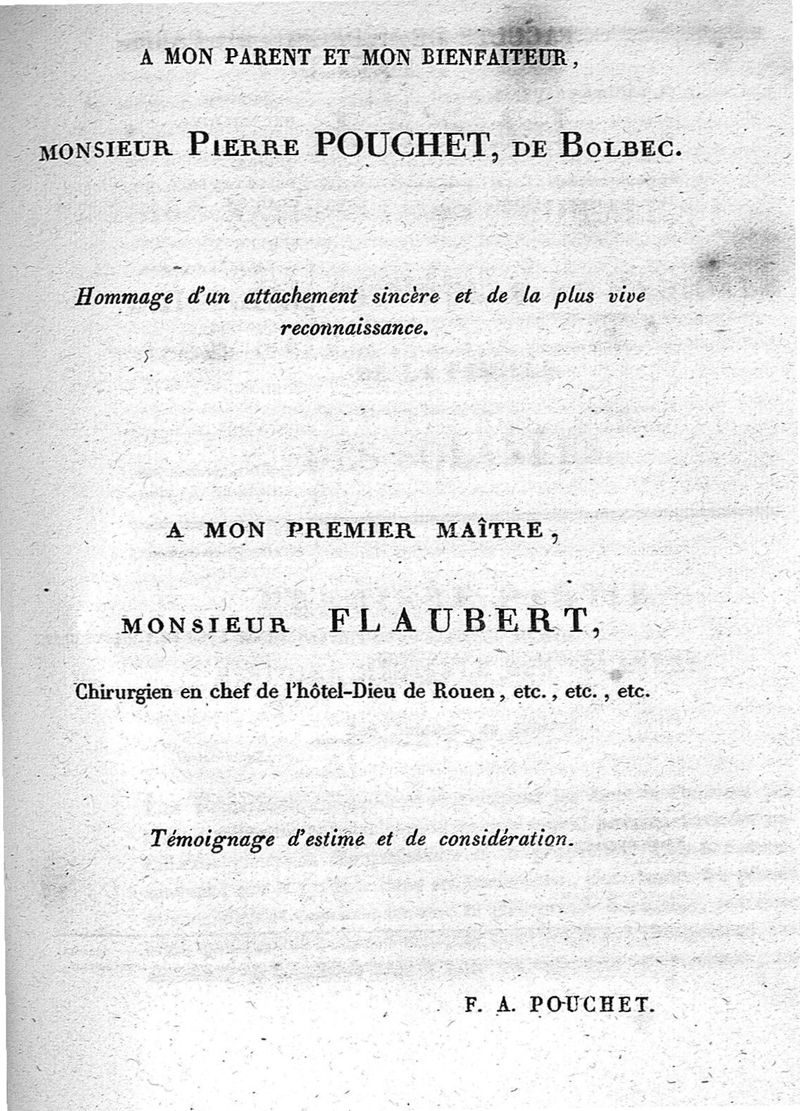 A MON PARENT ET MON BIENFAITEUR,
MONSIEUR PIERRE POUCHET, DE BOLBEC.
Hommage d'un attachement sincère et de la plus vive
reconnaissance.
A MON PREMIER MAÎTRE,
MONSIEUR FLAUBERT,
Chirurgien en chef de l'hôtel-Dieu de Rouen, etc., etc., etc.
Témoignage d'estime et de considération.
F. A. POUCHET.